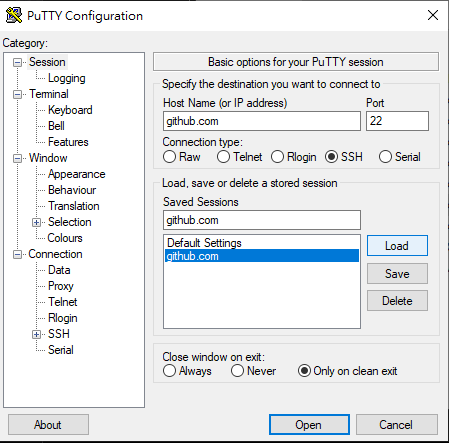 PuTTY Configuration
Category:
Session
Logging
Terminal
Keyboard
Bell
Features
Window
Appearance
Behaviour
Translation
Selection
Colours
Connection
Data
Proxy
Telnet
Rlogin
SSH
Serial
Basic options for your PuTTY session
Specify the destination you want to connect to
Host Name (or IP address) Port
github.com 22
Connection type:
Raw Telnet Rlogin SSH Serial
Load, save or delete a stored session
Saved Sessions
github.com
Default Settings
github.com
Load
Save
Delete
Close window on exit:
Always Never Only on clean exit
About Open Cancel